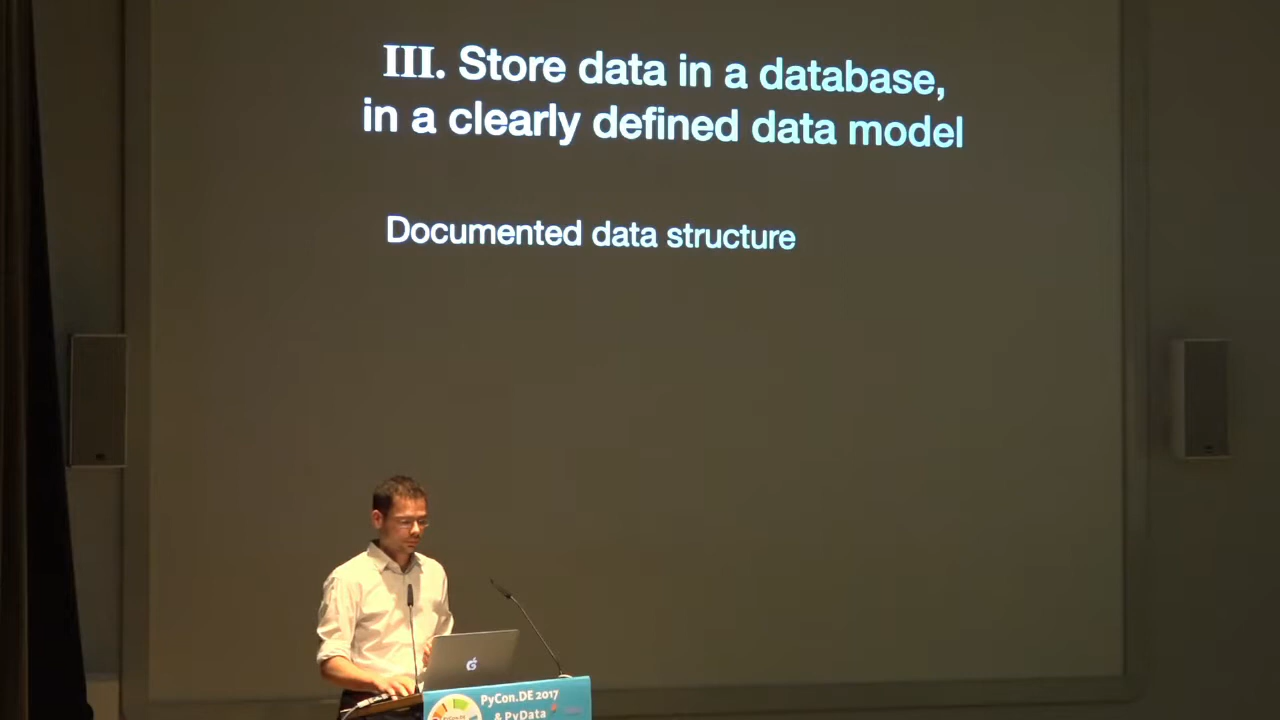 III. Store data in a database,
in a clearly defined data model
Documented data structure
PyCon.DE 2017
& PyData